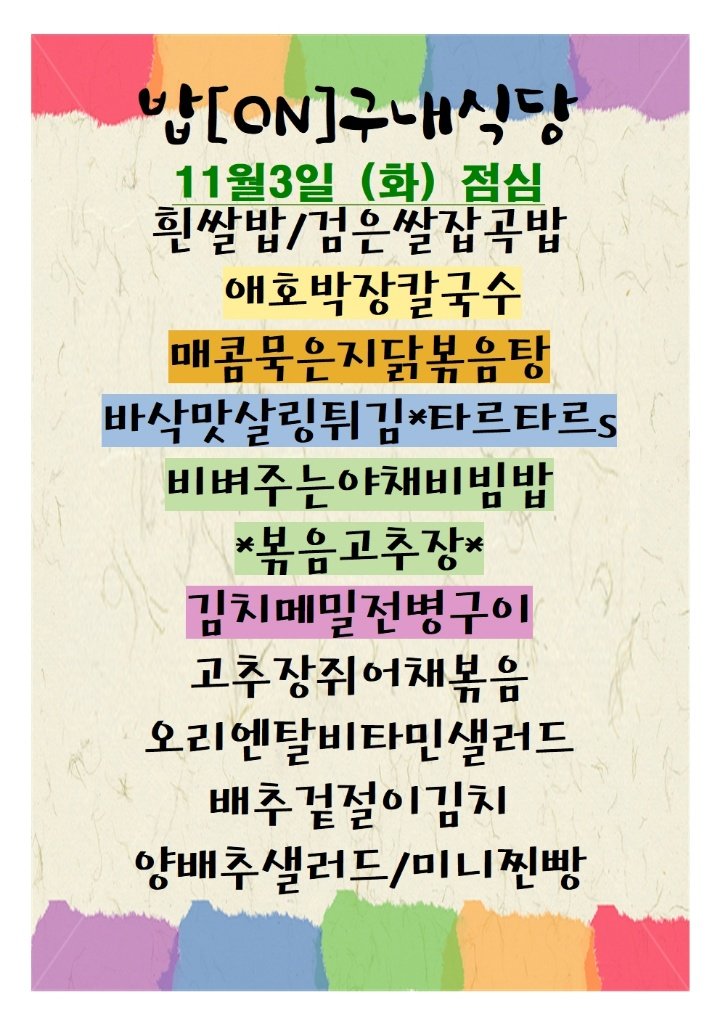 밥[ON]구내식당
11월3일 (화) 점심
흰쌀밥/검은쌀잡곡밥
애호박장칼국수
매콤묵은지닭볶음탕
바삭맛살링튀김*타르타르s
비벼주는야채비빔밥
*볶음고추장*
김치메밀전병구이
고추장쥐어채볶음
오리엔탈비타민샐러드
배추겉절이김치
양배추샐러드/미니찐빵